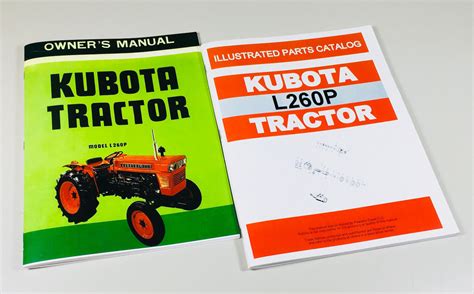 OWNER'S MANUAL
KUBOTA
TRACTOR
MODEL L260P
ILLUSTRATED PARTS CATALOG
KUBOTA
L260P
TRACTOR